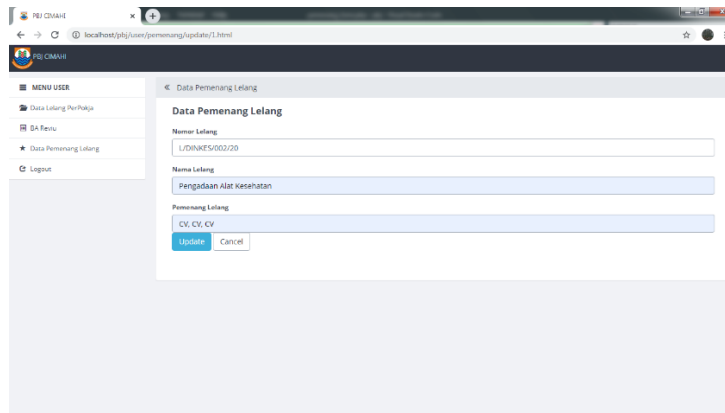 PBJ CIMAHI
localhost/pbj/user/pemenang/update/1.html
PBJ CIMAHI
MENU USER
Data Lelang PerPokja
BA Reviu
Data Pemenang Lelang
Logout
« Data Pemenang Lelang
Data Pemenang Lelang
Nomor Lelang
L/DINKES/002/20
Nama Lelang
Pengadaan Alat Kesehatan
Pemenang Lelang
CV, CV, CV
Update Cancel